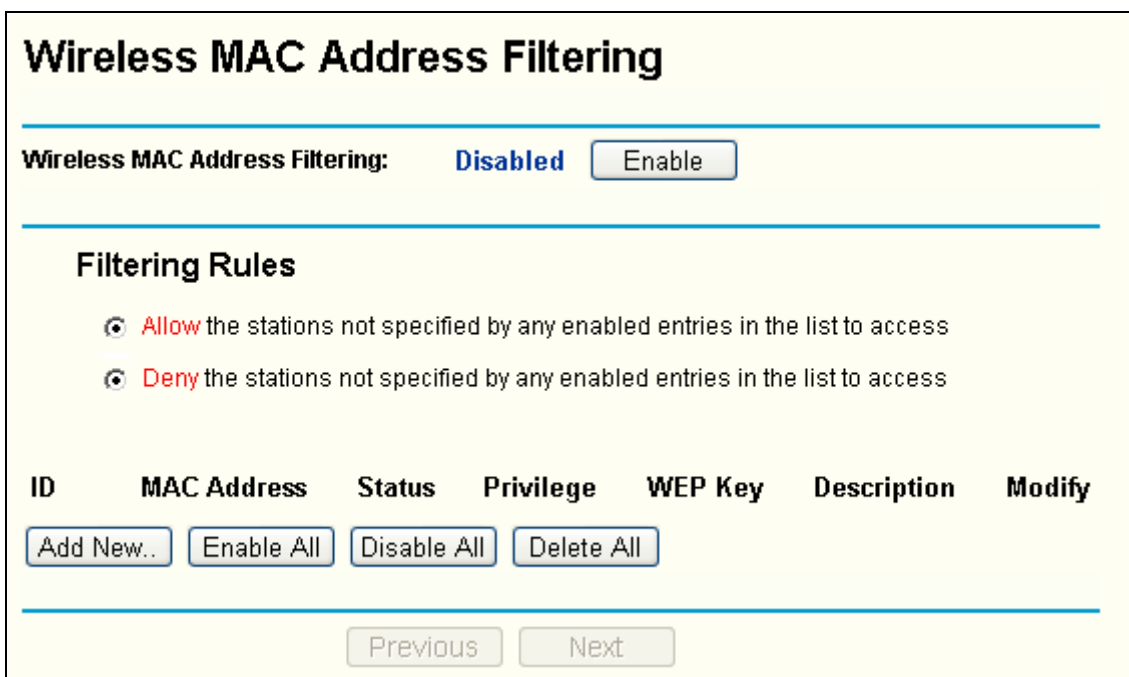 Wireless MAC Address Filtering
Wireless MAC Address Filtering: Disabled Enable
Filtering Rules
Allow the stations not specified by any enabled entries in the list to access
Deny the stations not specified by any enabled entries in the list to access
ID MAC Address Status Privilege WEP Key Description Modify
Add New.. Enable All Disable All Delete All
Previous Next